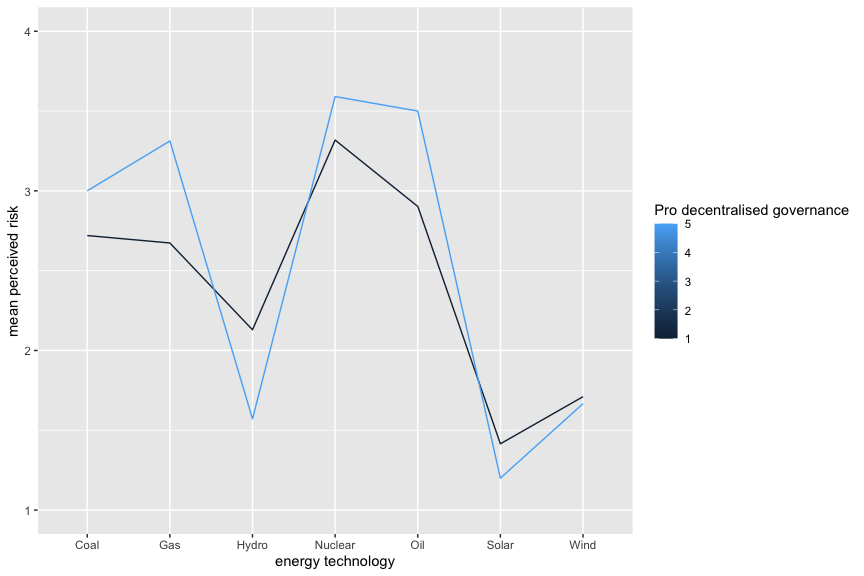 4
3
2
1
mean perceived risk
Coal Gas Hydro Nuclear Oil Solar Wind
energy technology
Pro decentralised governance
5
4
3
2
1